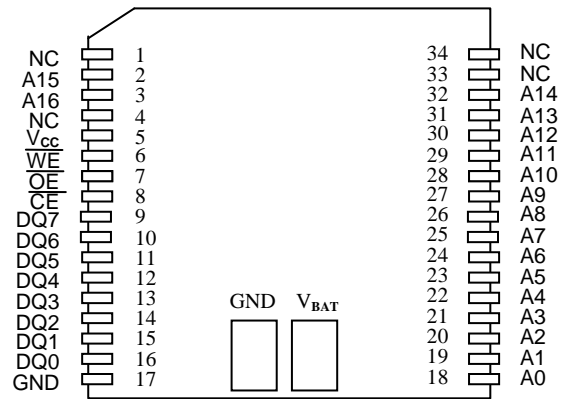 NC 1 34 NC
A15 2 33 NC
A16 3 32 A14
NC 4 31 A13
Vcc 5 30 A12
WE 6 29 A11
OE 7 28 A10
CE 8 27 A9
DQ7 9 26 A8
DQ6 10 25 A7
DQ5 11 24 A6
DQ4 12 23 A5
DQ3 13 22 A4
DQ2 14 21 A3
DQ1 15 20 A2
DQ0 16 19 A1
GND 17 18 A0
GND VBAT